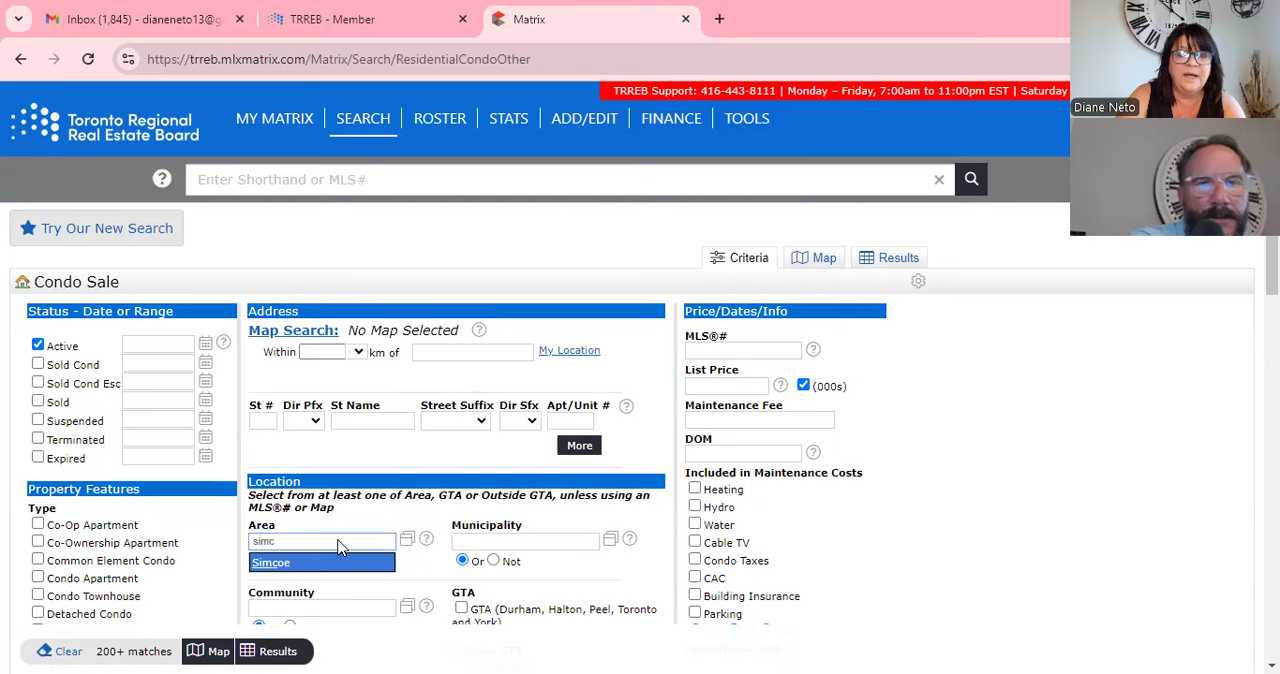 Inbox (1,845) - dianeneto13@g
TRREB - Member
Matrix
https://trreb.mlxmatrix.com/Matrix/Search/ResidentialCondoOther
TRREB Support: 416-443-8111 | Monday – Friday, 7:00am to 11:00pm EST | Saturday
Diane Neto
Toronto Regional
Real Estate Board
MY MATRIX
SEARCH
ROSTER
STATS
ADD/EDIT
FINANCE
TOOLS
Enter Shorthand or MLS#
Try Our New Search
Criteria
Map
Results
Condo Sale
Status - Date or Range
Active
Sold Cond
Sold Cond Esc
Sold
Suspended
Terminated
Expired
Property Features
Type
Co-Op Apartment
Co-Ownership Apartment
Common Element Condo
Condo Apartment
Condo Townhouse
Detached Condo
Address
Map Search: No Map Selected
Within km of My Location
St # Dir Pfx St Name Street Suffix Dir Sfx Apt/Unit #
More
Location
Select from at least one of Area, GTA or Outside GTA, unless using an
MLS®# or Map
Area Municipality
simc
Simcoe
Or Not
Community GTA
GTA (Durham, Halton, Peel, Toronto
and York)
Price/Dates/Info
MLS®#
List Price
(000s)
Maintenance Fee
DOM
Included in Maintenance Costs
Heating
Hydro
Water
Cable TV
Condo Taxes
CAC
Building Insurance
Parking
Clear 200+ matches Map Results